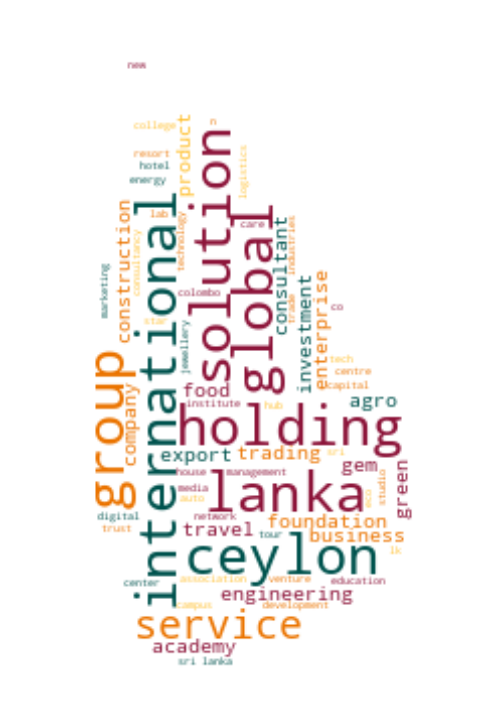 new
college
n
product
solution
resort
hotel
energy
logistics
international
construction
lab
technology
consultancy
global
care
consultant
industries
marketing
colombo
investment
enterprise
trade
co
star
jewellery
group
company
tech
centre
capital
food
institute
hub
agro
holding
export
trading
sri
gem
green
house
management
lanka
studio
eco
media
auto
digital
trust
network
travel
foundation
business
tour
lk
ceylon
center
association
venture
education
engineering
campus
development
service
academy
sri lanka